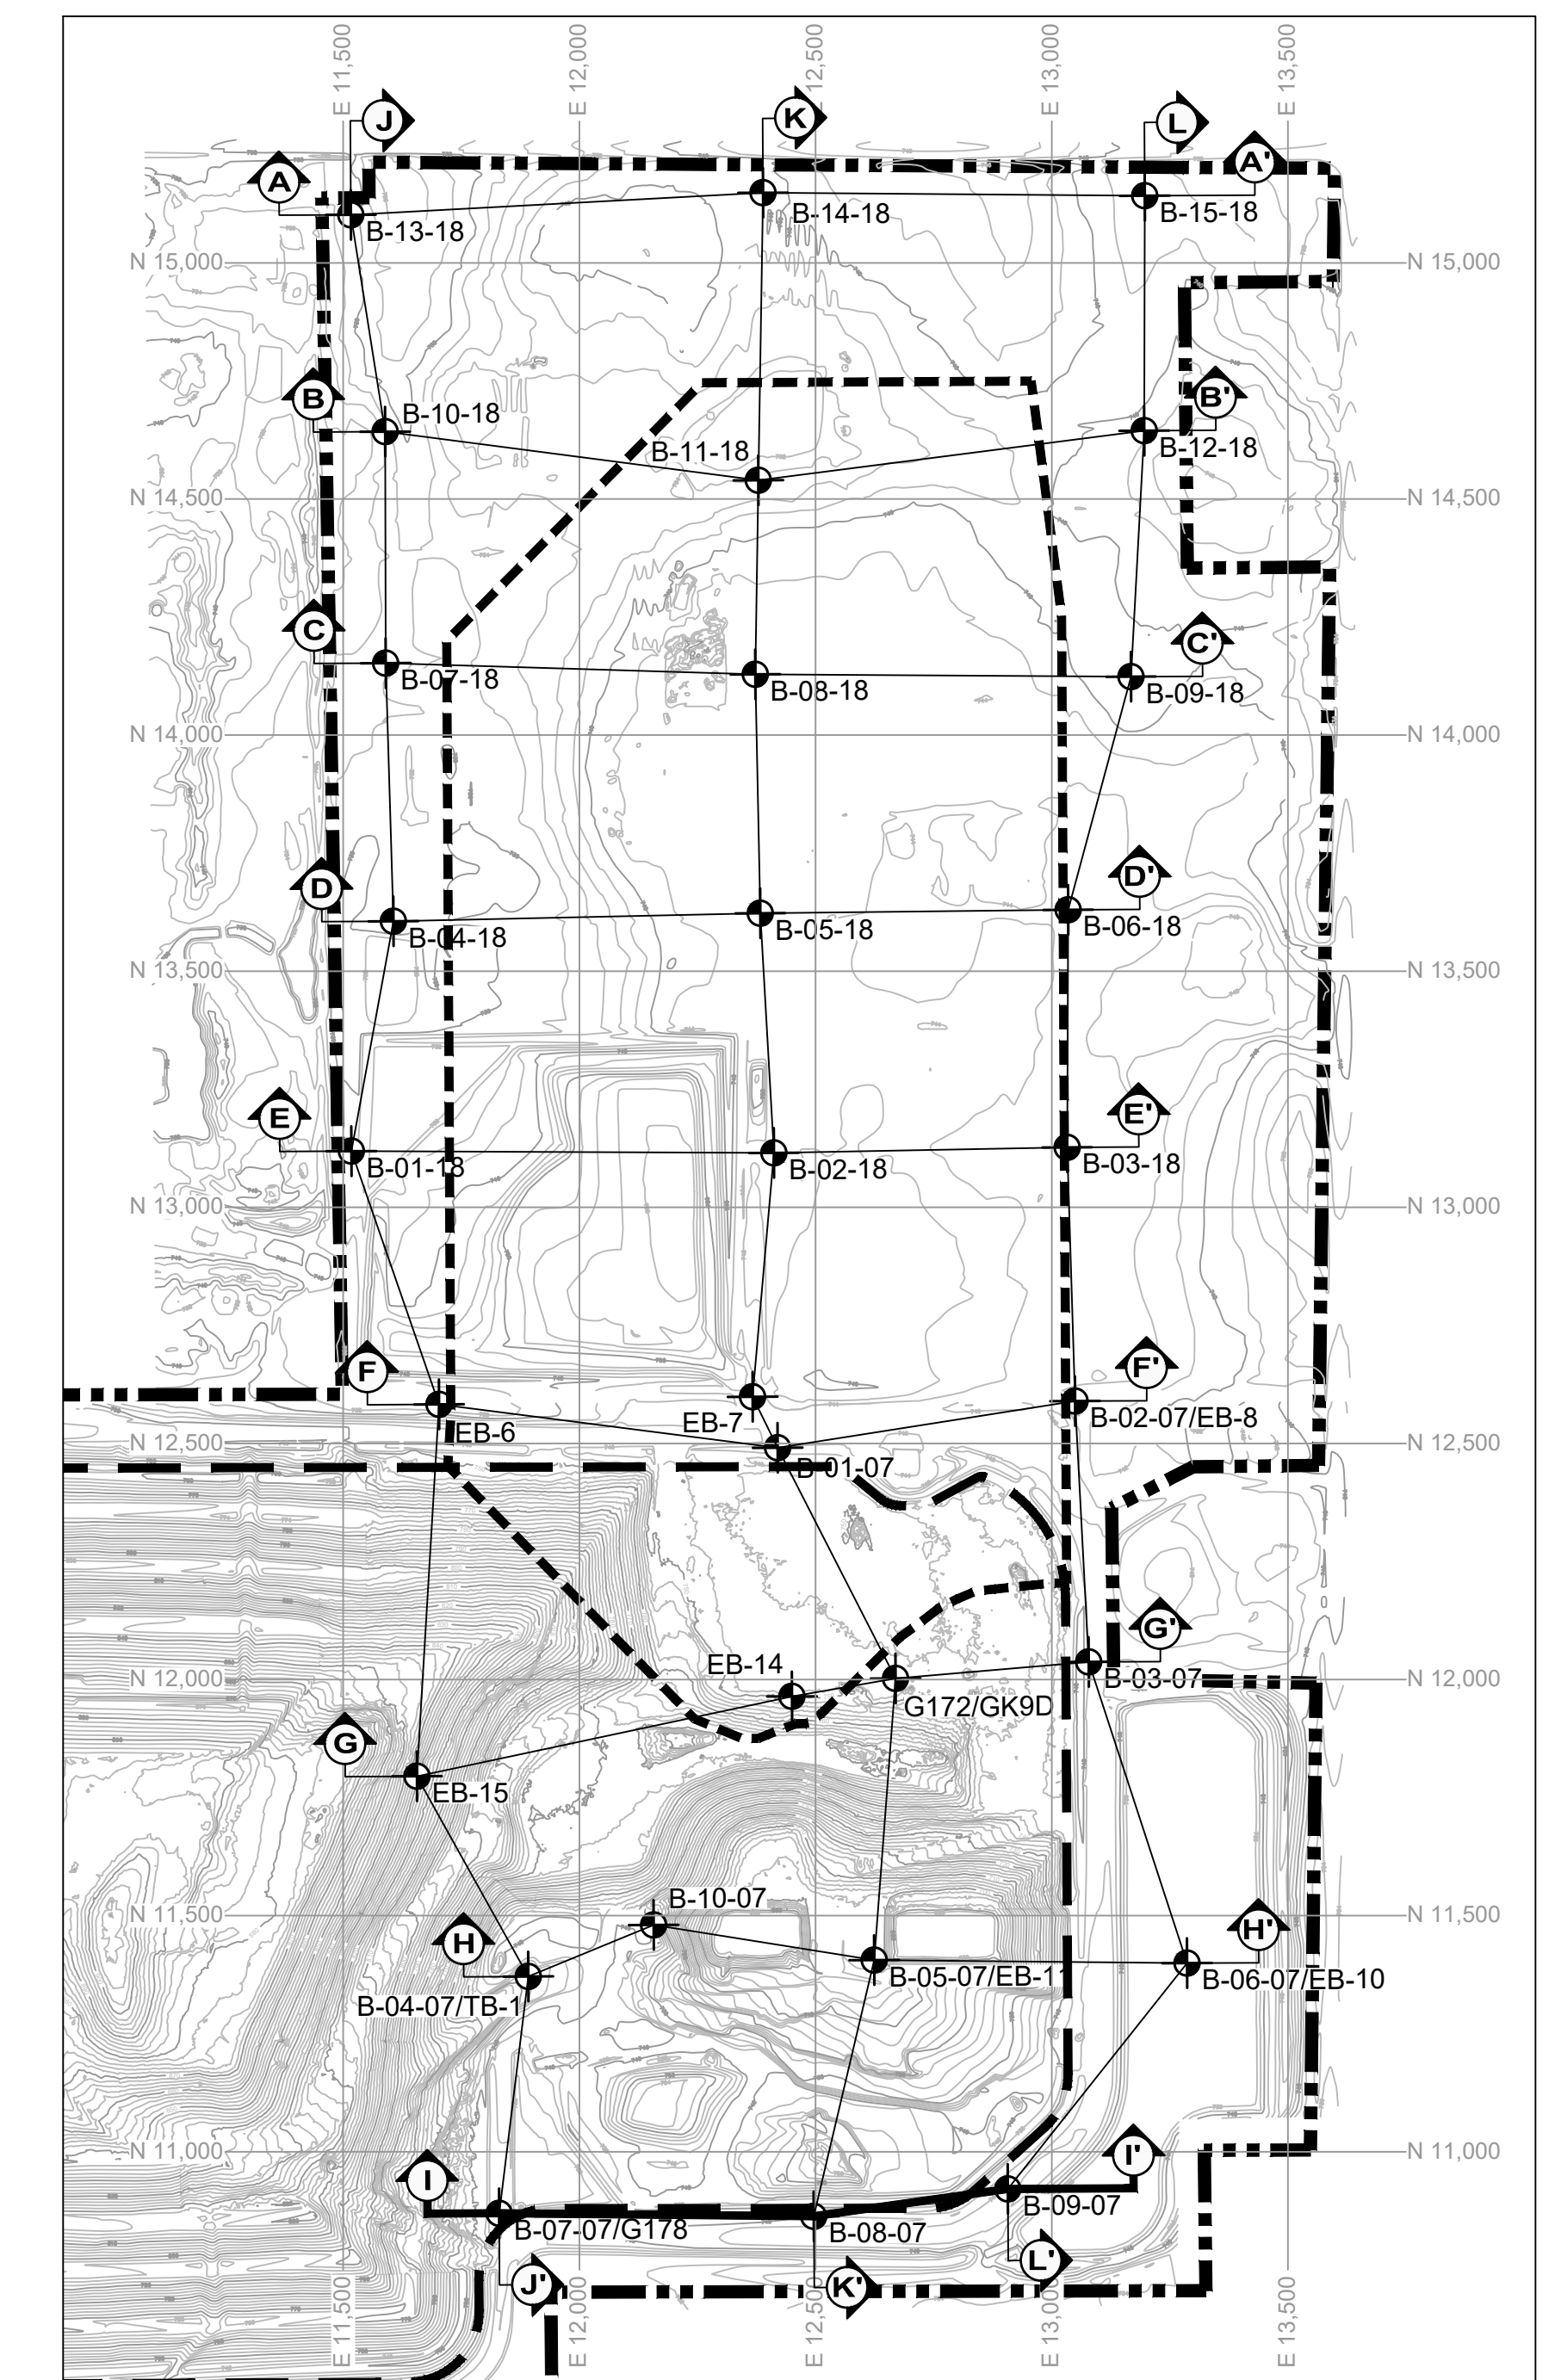 E 11,500
E 12,000
E 12,500
E 13,000
E 13,500
J
K
L
A
A'
B-13-18
B-14-18
B-15-18
N 15,000
N 15,000
B
B'
B-10-18
B-11-18
B-12-18
N 14,500
N 14,500
C
C'
B-07-18
B-08-18
B-09-18
N 14,000
N 14,000
D
D'
B-04-18
B-05-18
B-06-18
N 13,500
N 13,500
E
E'
B-01-18
B-02-18
B-03-18
N 13,000
N 13,000
F
F'
EB-6
EB-7
B-02-07/EB-8
N 12,500
N 12,500
B-01-07
G'
EB-14
B-03-07
N 12,000
N 12,000
G172/GK9D
G
EB-15
B-10-07
N 11,500
N 11,500
H
H'
B-04-07/TB-1
B-05-07/EB-11
B-06-07/EB-10
N 11,000
N 11,000
I
I'
B-07-07/G178
B-08-07
B-09-07
J'
K'
L'
E 11,500
E 12,000
E 12,500
E 13,000
E 13,500